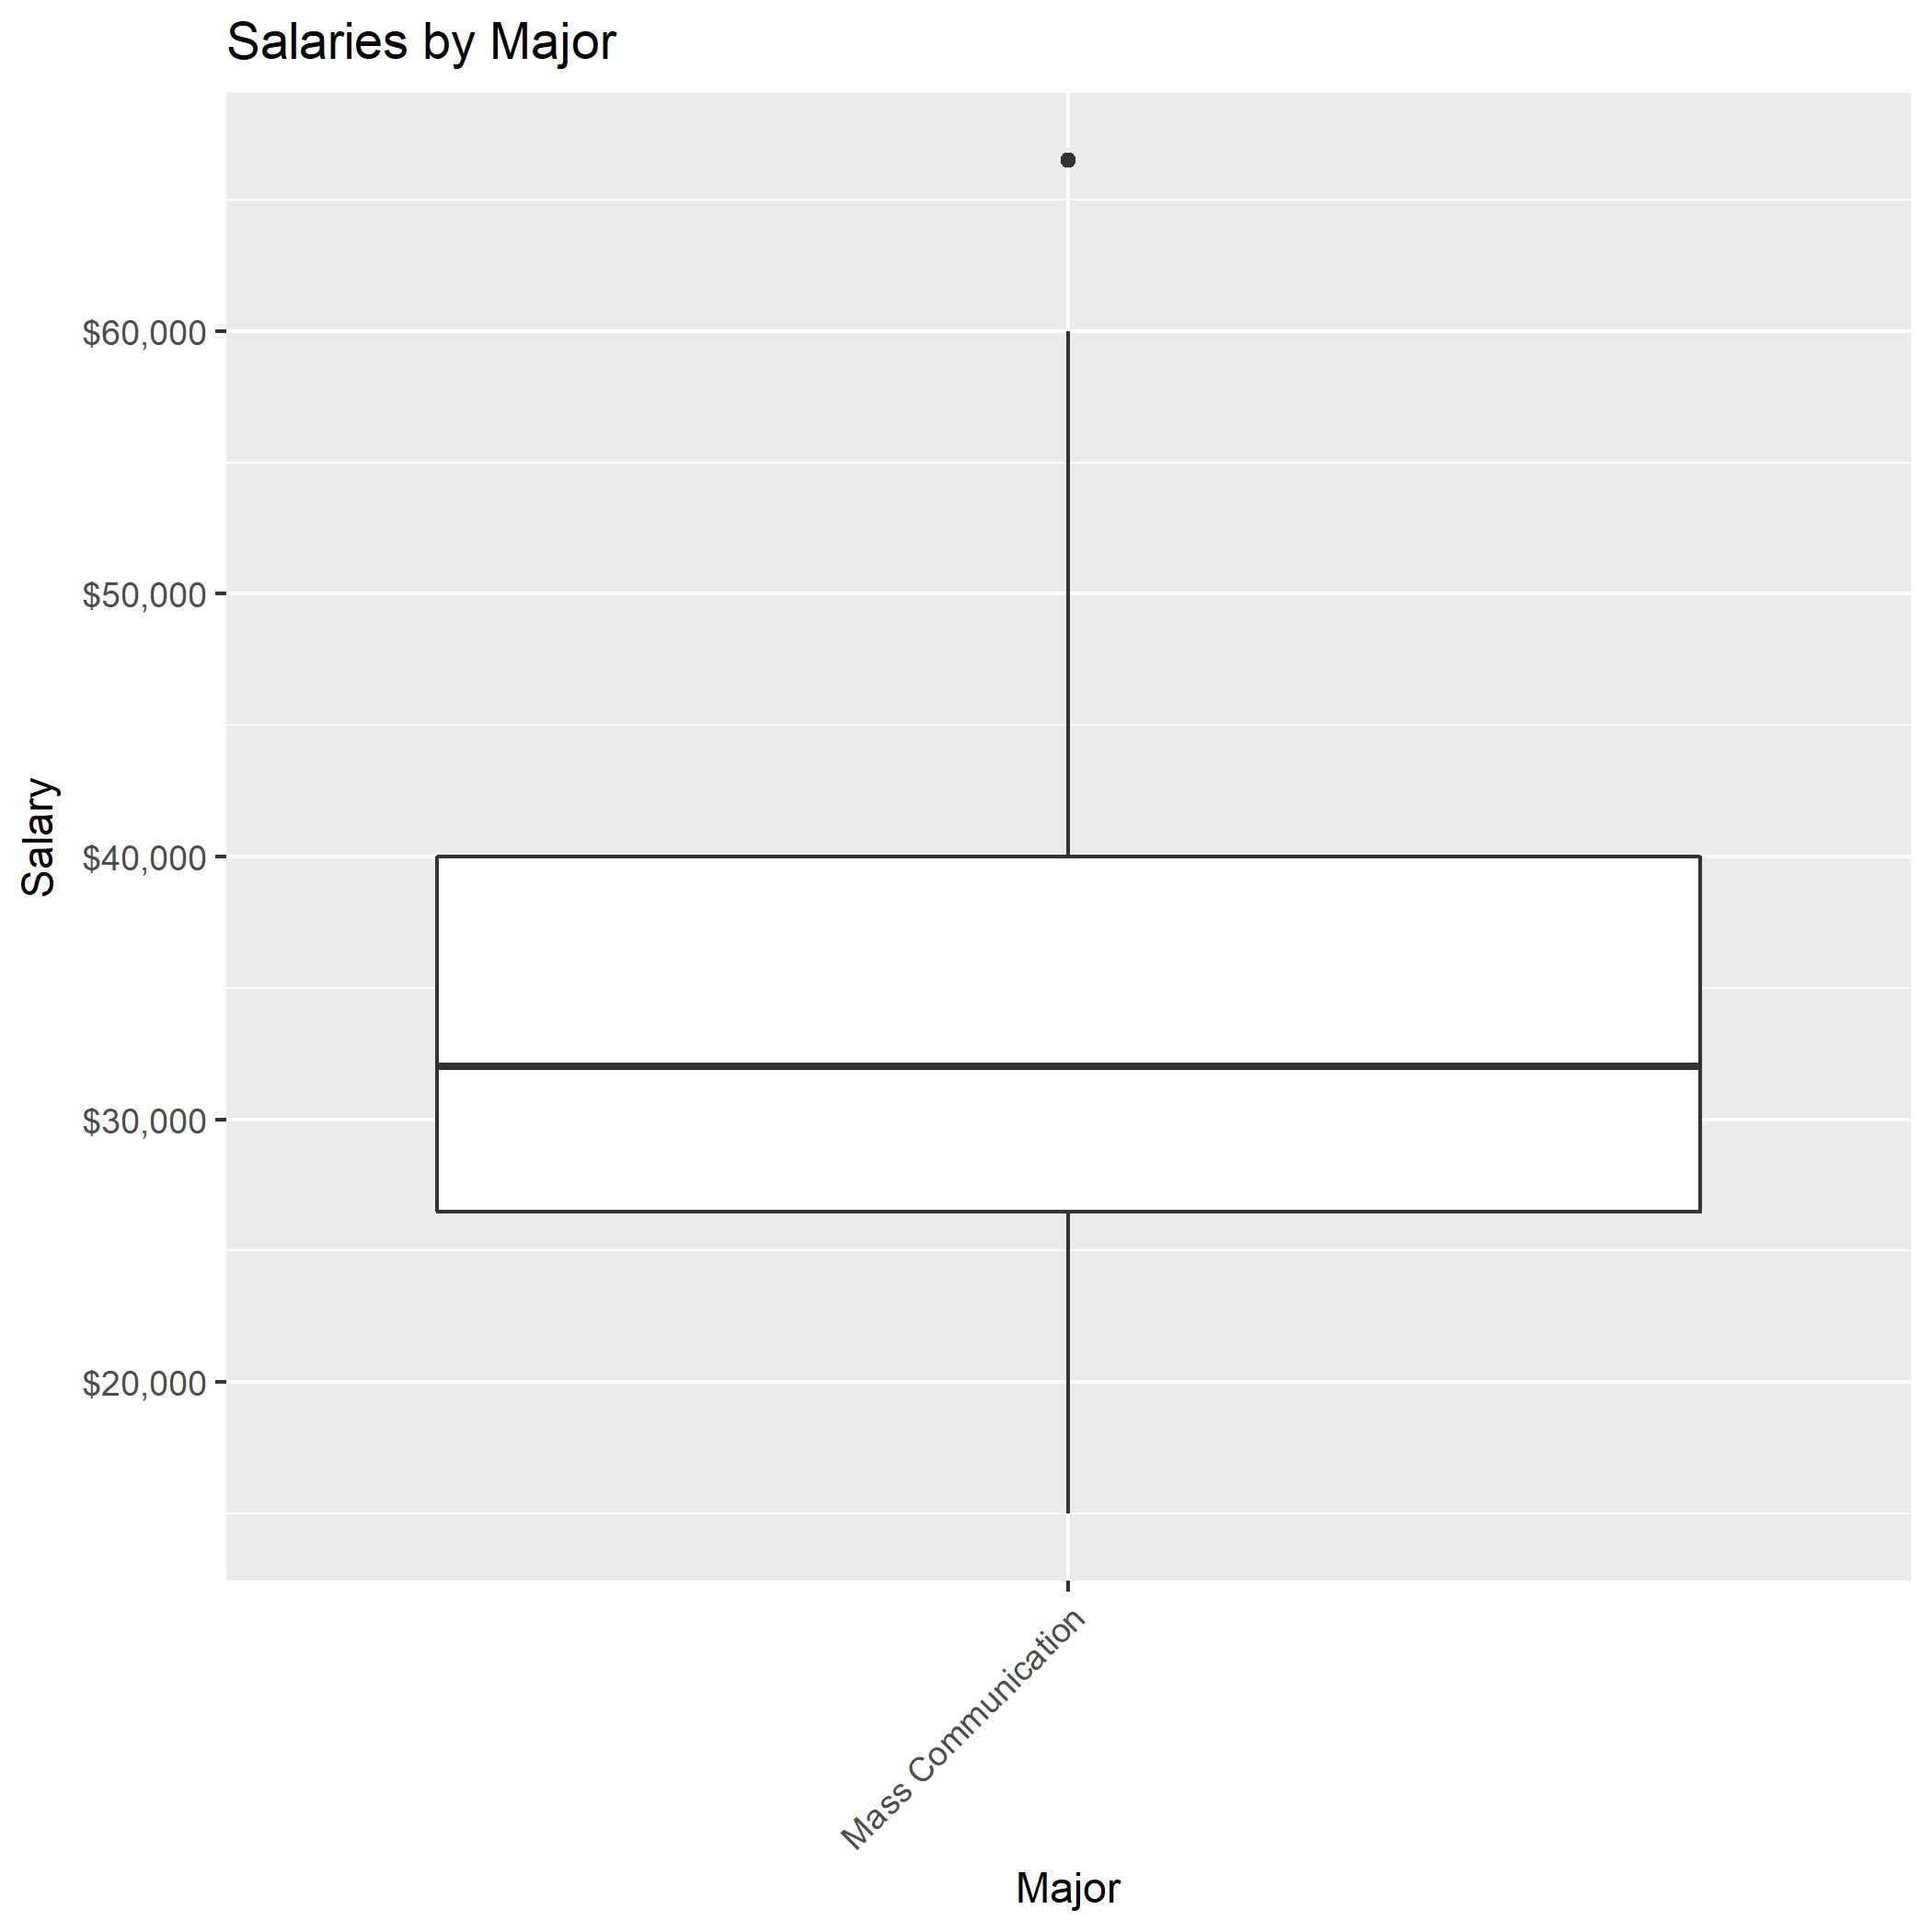 Salaries by Major
Salary
$60,000
$50,000
$40,000
$30,000
$20,000
Mass Communication
Major